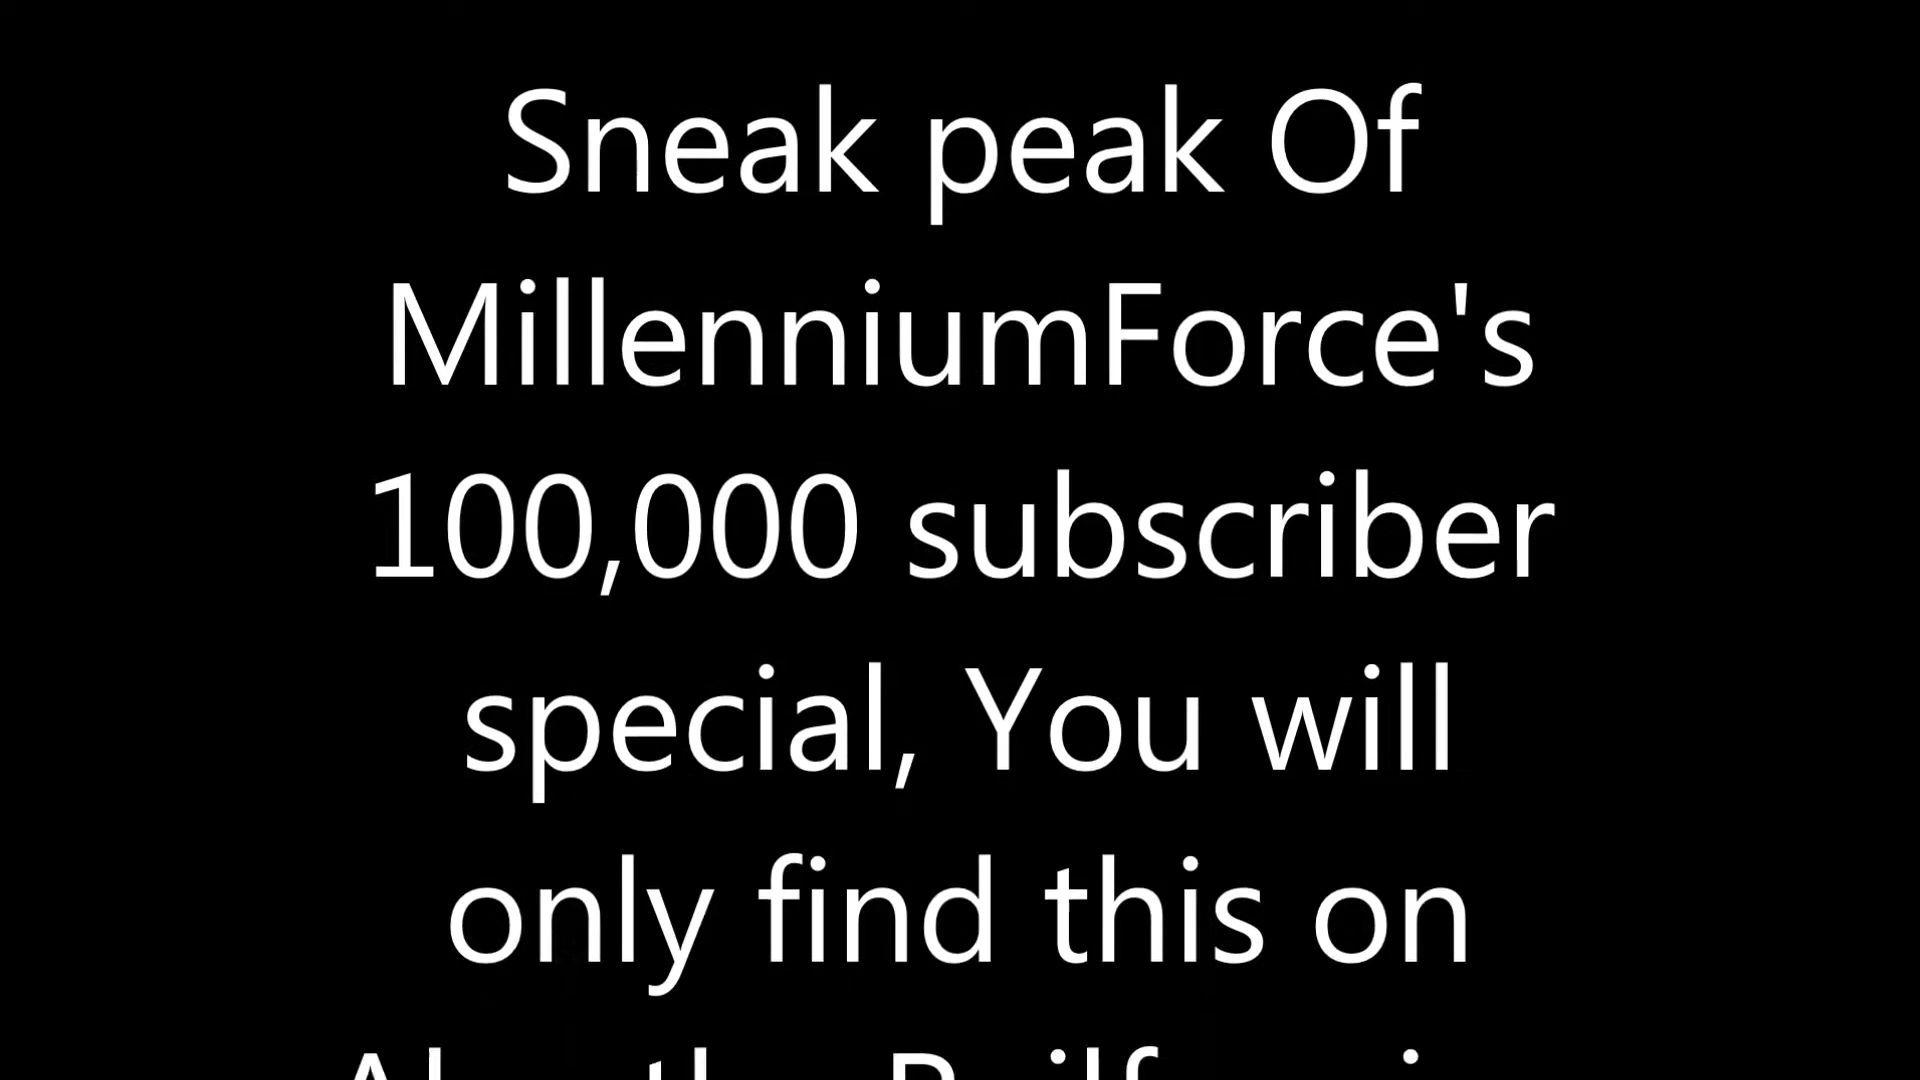 Sneak peak Of
MillenniumForce's
100,000 subscriber
special, You will
only find this on